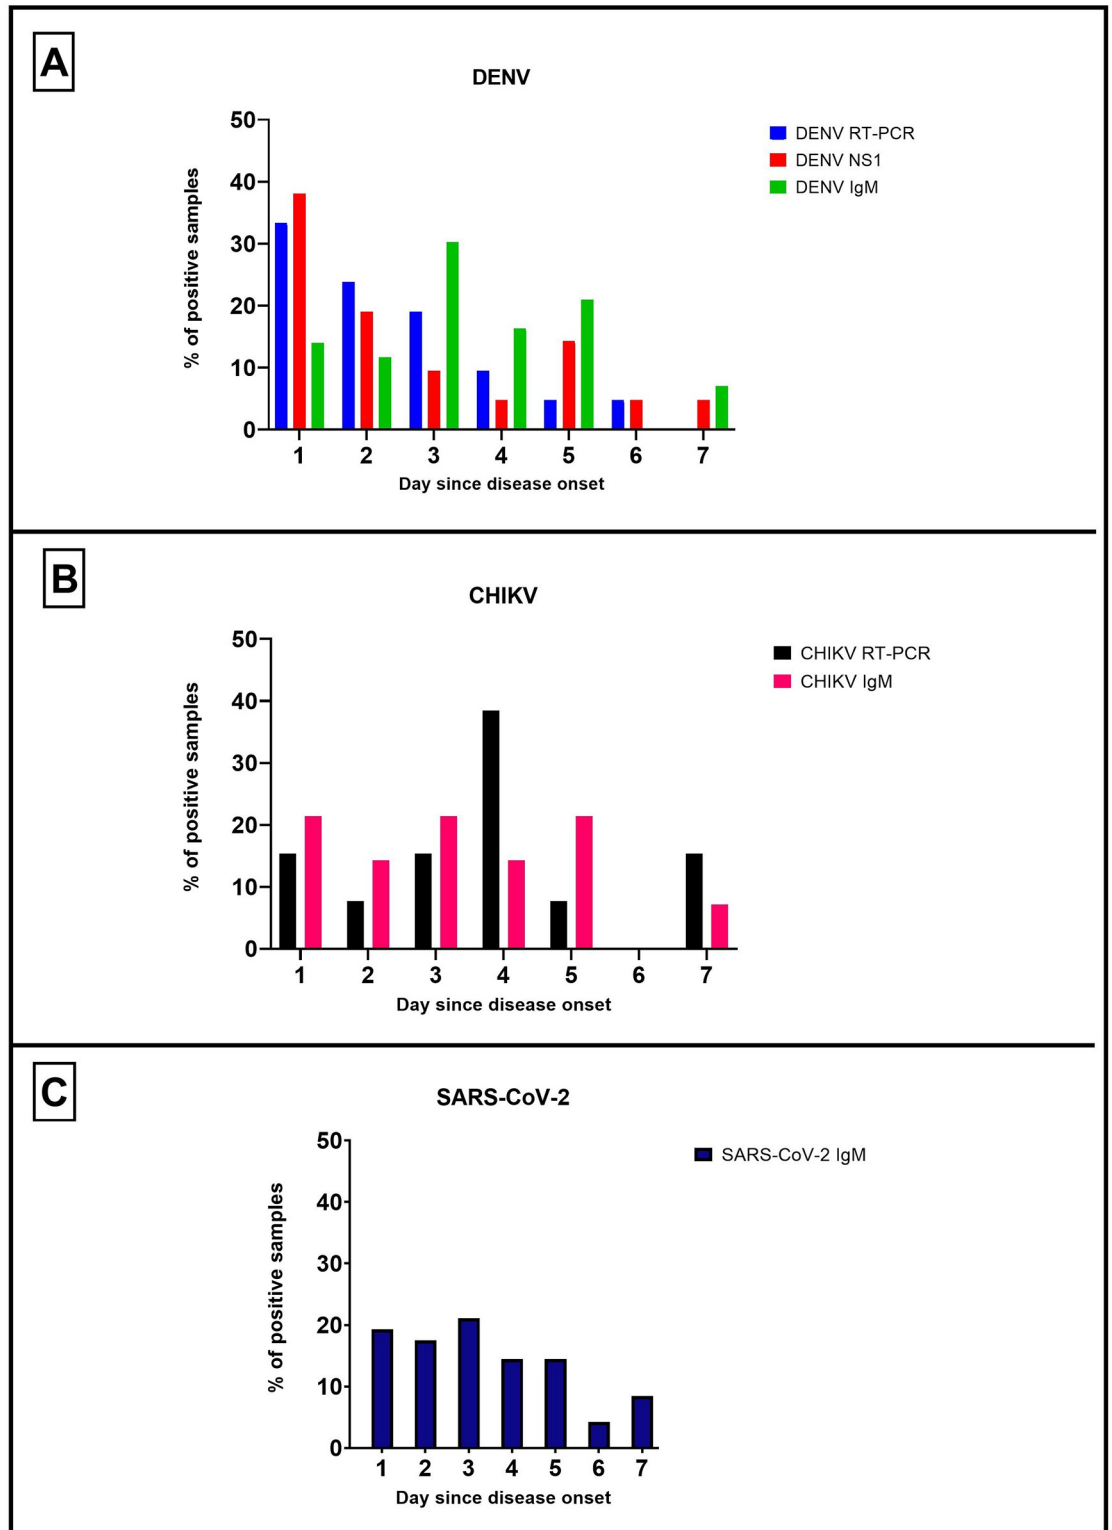 A
DENV
50
40
30
20
10
0
% of positive samples
1 2 3 4 5 6 7
Day since disease onset
DENV RT-PCR
DENV NS1
DENV IgM
B
CHIKV
50
40
30
20
10
0
% of positive samples
1 2 3 4 5 6 7
Day since disease onset
CHIKV RT-PCR
CHIKV IgM
C
SARS-CoV-2
50
40
30
20
10
0
% of positive samples
1 2 3 4 5 6 7
Day since disease onset
SARS-CoV-2 IgM